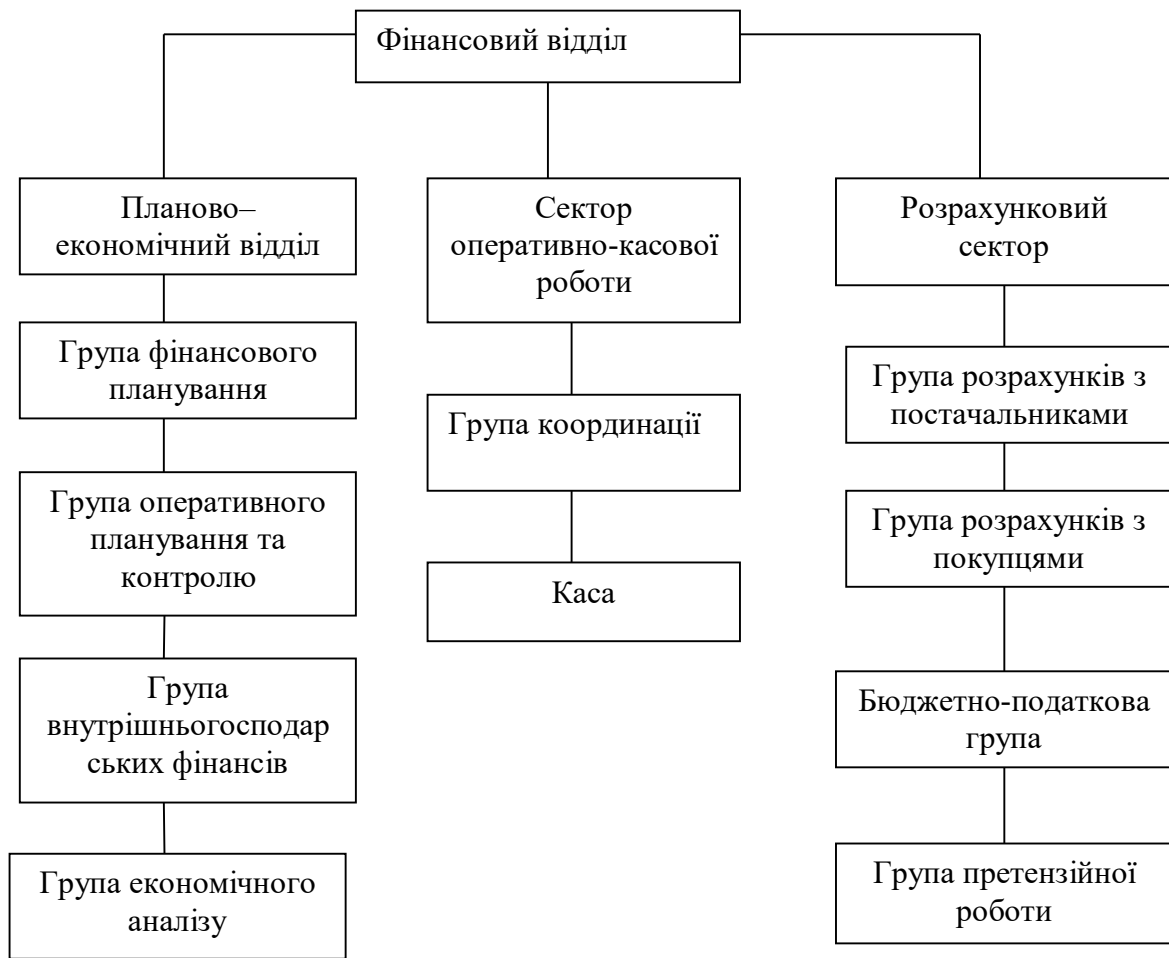 Фінансовий відділ
Планово–
економічний відділ
Група фінансового
планування
Група оперативного
планування та
контролю
Група
внутрішньогосподар
ських фінансів
Група економічного
аналізу
Сектор
оперативно-касової
роботи
Група координації
Каса
Розрахунковий
сектор
Група розрахунків з
постачальниками
Група розрахунків з
покупцями
Бюджетно-податкова
група
Група претензійної
роботи